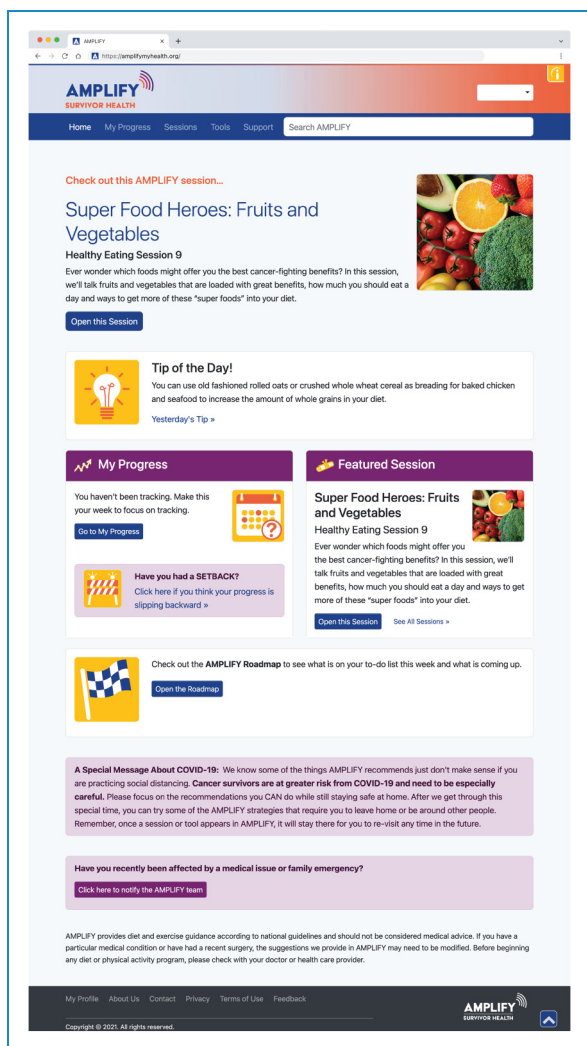 AMPLIFY
https://amplifymyhealth.org/
AMPLIFY
SURVIVOR HEALTH
Home My Progress Sessions Tools Support Search AMPLIFY
Check out this AMPLIFY session...
Super Food Heroes: Fruits and
Vegetables
Healthy Eating Session 9
Ever wonder which foods might offer you the best cancer-fighting benefits? In this session,
we'll talk fruits and vegetables that are loaded with great benefits, how much you should eat a
day and ways to get more of these “super foods” into your diet.
Open this Session
Tip of the Day!
You can use old fashioned rolled oats or crushed whole wheat cereal as breading for baked chicken
and seafood to increase the amount of whole grains in your diet.
Yesterday's Tip »
My Progress
You haven't been tracking. Make this
your week to focus on tracking.
Go to My Progress
Have you had a SETBACK?
Click here if you think your progress is
slipping backward »
Featured Session
Super Food Heroes: Fruits
and Vegetables
Healthy Eating Session 9
Ever wonder which foods might offer you
the best cancer-fighting benefits? In this session, we'll
talk fruits and vegetables that are loaded with great
benefits, how much you should eat a day and ways to get
more of these “super foods” into your diet.
Open this Session See All Sessions »
Check out the AMPLIFY Roadmap to see what is on your to-do list this week and what is coming up.
Open the Roadmap
A Special Message About COVID-19: We know some of the things AMPLIFY recommends just don't make sense if you
are practicing social distancing. Cancer survivors are at greater risk from COVID-19 and need to be especially
careful. Please focus on the recommendations you CAN do while still staying safe at home. After we get through this
special time, you can try some of the AMPLIFY strategies that require you to leave home or be around other people.
Remember, once a session or tool appears in AMPLIFY, it will stay there for you to re-visit any time in the future.
Have you recently been affected by a medical issue or family emergency?
Click here to notify the AMPLIFY team
AMPLIFY provides diet and exercise guidance according to national guidelines and should not be considered medical advice. If you have a
particular medical condition or have had a recent surgery, the suggestions we provide in AMPLIFY may need to be modified. Before beginning
any diet or physical activity program, please check with your doctor or health care provider.
My Profile About Us Contact Privacy Terms of Use Feedback
AMPLIFY
SURVIVOR HEALTH
Copyright © 2021. All rights reserved.